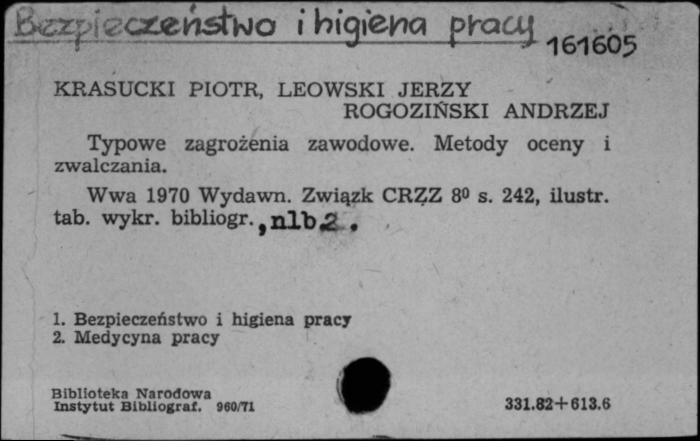 Bezpieczeństwo i higiena pracy
161605
KRASUCKI PIOTR, LEOWSKI JERZY
ROGOZIŃSKI ANDRZEJ
Typowe zagrożenia zawodowe. Metody oceny i
zwalczania.
Wwa 1970 Wydawn. Związk CRZZ 8⁰ s. 242, ilustr.
tab. wykr. bibliogr., nlb 2.
1. Bezpieczeństwo i higiena pracy
2. Medycyna pracy
Biblioteka Narodowa
Instytut Bibliograf. 960/71
331.82+613.6